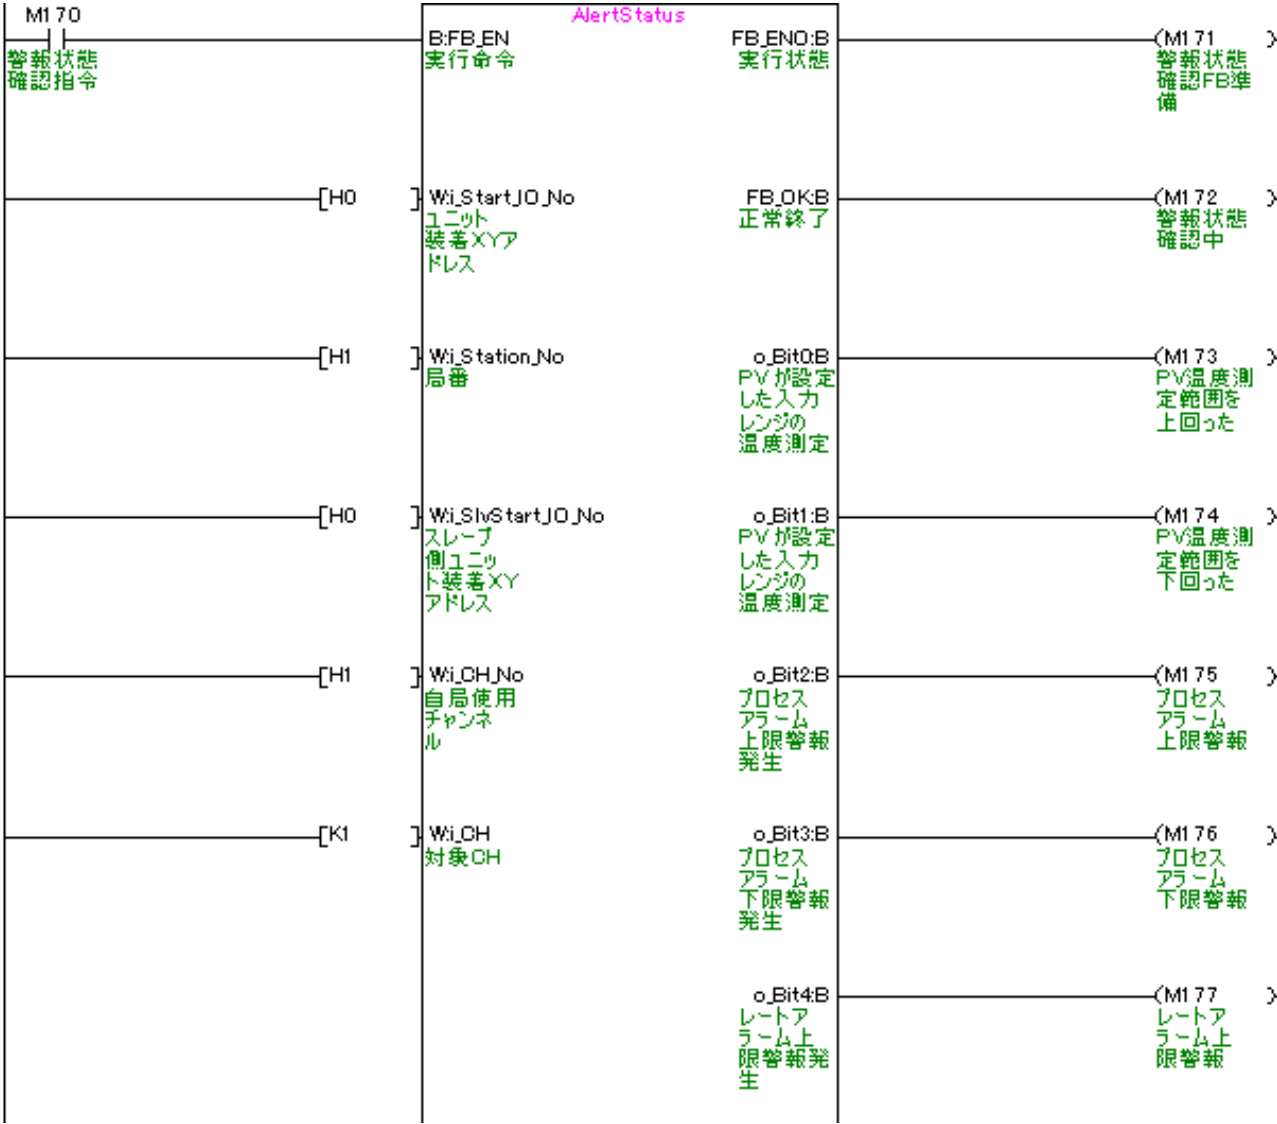 M170
警報状態
確認指令
AlertStatus
B:FB_EN
実行命令
FB_ENO:B
実行状態
(M171 )
警報状態
確認FB準
備
[H0 ]
W:i_Start_IO_No
ユニット
装着XYア
ドレス
FB_OK:B
正常終了
(M172 )
警報状態
確認中
[H1 ]
W:i_Station_No
局番
o_Bit0:B
PVが設定
した入力
レンジの
温度測定
(M173 )
PV温度測
定範囲を
上回った
[H0 ]
W:i_SlvStart_IO_No
スレーブ
側ユニッ
ト装着XY
アドレス
o_Bit1:B
PVが設定
した入力
レンジの
温度測定
(M174 )
PV温度測
定範囲を
下回った
[H1 ]
W:i_CH_No
自局使用
チャンネ
ル
o_Bit2:B
プロセス
アラーム
上限警報
発生
(M175 )
プロセス
アラーム
上限警報
[K1 ]
W:i_CH
対象CH
o_Bit3:B
プロセス
アラーム
下限警報
発生
(M176 )
プロセス
アラーム
下限警報
o_Bit4:B
レートア
ラーム上
限警報発
生
(M177 )
レートア
ラーム上
限警報